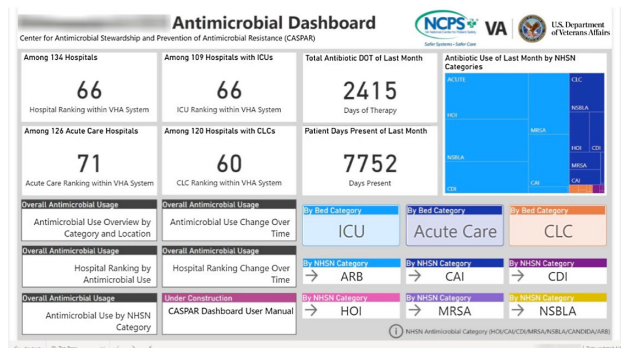 Antimicrobial Dashboard
Center for Antimicrobial Stewardship and Prevention of Antimicrobial Resistance (CASPAR)
NCPS
Safer Systems - Safer Care
VA
U.S. Department
of Veterans Affairs
Among 134 Hospitals
66
Hospital Ranking within VHA System
Among 109 Hospitals with ICUs
66
ICU Ranking within VHA System
Total Antibiotic DOT of Last Month
2415
Days of Therapy
Antibiotic Use of Last Month by NHSN
Categories
ACUTE
HOI
NSBLA
CDI
MRSA
CAI
CLC
NSBLA
HOI
CDI
MRSA
CAI
Among 126 Acute Care Hospitals
71
Acute Care Ranking within VHA System
Among 120 Hospitals with CLCs
60
CLC Ranking within VHA System
Patient Days Present of Last Month
7752
Days Present
Overall Antimicrobial Usage
Antimicrobial Use Overview by
Category and Location
Overall Antimicrobial Usage
Antimicrobial Use Change Over
Time
By Bed Category
ICU
By Bed Category
Acute Care
By Bed Category
CLC
Overall Antimicrobial Usage
Hospital Ranking by
Antimicrobial Use
Overall Antimicrobial Usage
Hospital Ranking Change Over
Time
By NHSN Category
→ ARB
By NHSN Category
→ CAI
By NHSN Category
→ CDI
Overall Antimicrbial Usage
Antimicrobial Use by NHSN
Category
Under Construction
CASPAR Dashboard User Manual
By NHSN Category
→ HOI
By NHSN Category
→ MRSA
By NHSN Category
→ NSBLA
NHSN Antimicrobial Category (HOI/CAI/CDI/MRSA/NSBLA/CANDIDA/ARB)